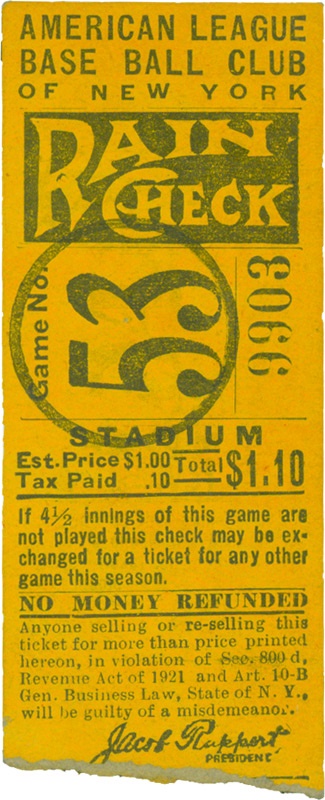 AMERICAN LEAGUE
BASE BALL CLUB
OF NEW YORK
RAIN
CHECK
Game No. 53
9903
STADIUM
Est. Price $1.00 Total $1.10
Tax Paid .10
If 4½ innings of this game are
not played this check may be ex-
changed for a ticket for any other
game this season.
NO MONEY REFUNDED
Anyone selling or re-selling this
ticket for more than price printed
hereon, in violation of Sec. 800 d,
Revenue Act of 1921 and Art. 10-B
Gen. Business Law, State of N. Y.,
will be guilty of a misdemeanor.
Jacob Ruppert
PRESIDENT